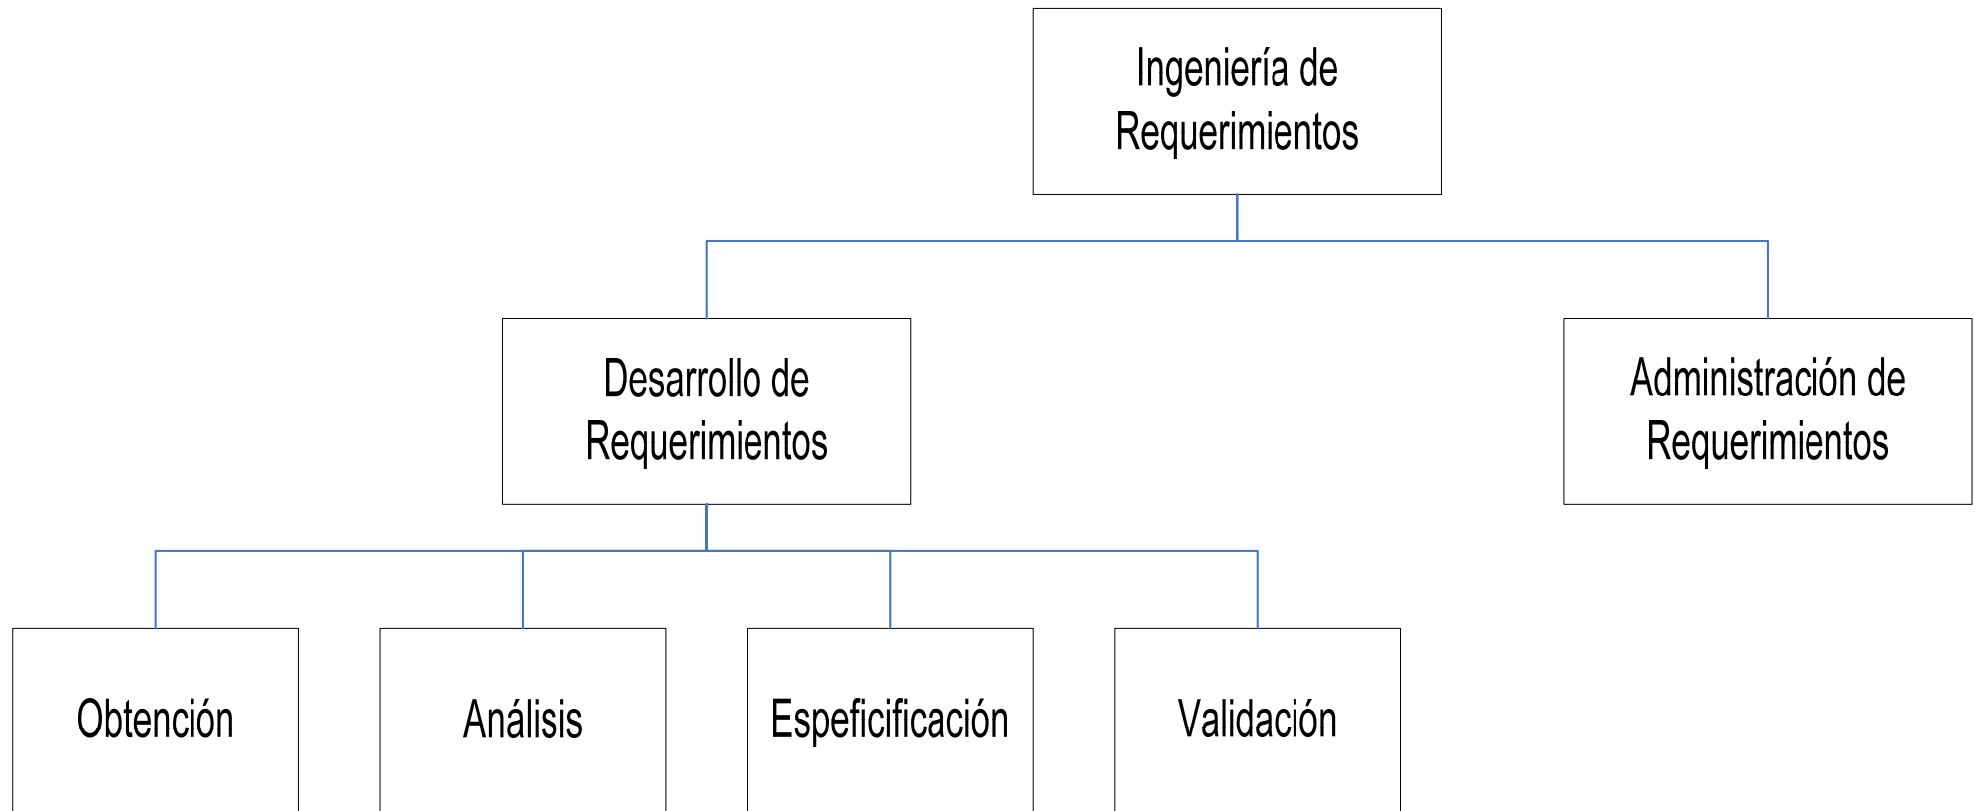 Ingeniería de
Requerimientos
Desarrollo de
Requerimientos
Administración de
Requerimientos
Obtención
Análisis
Espeficificación
Validación